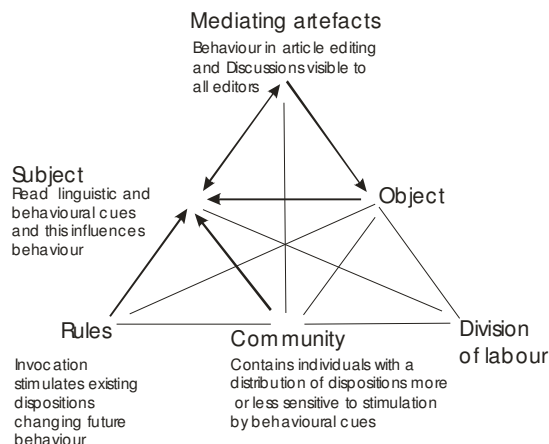 Mediating artefacts
Behaviour in article editing
and Discussions visible to
all editors
Subject
Read linguistic and
behavioural cues
and this influences
behaviour
Object
Rules
Invocation
stimulates existing
dispositions
changing future
behaviour
Community
Contains individuals with a
distribution of dispositions more
or less sensitive to stimulation
by behavioural cues
Division
of labour